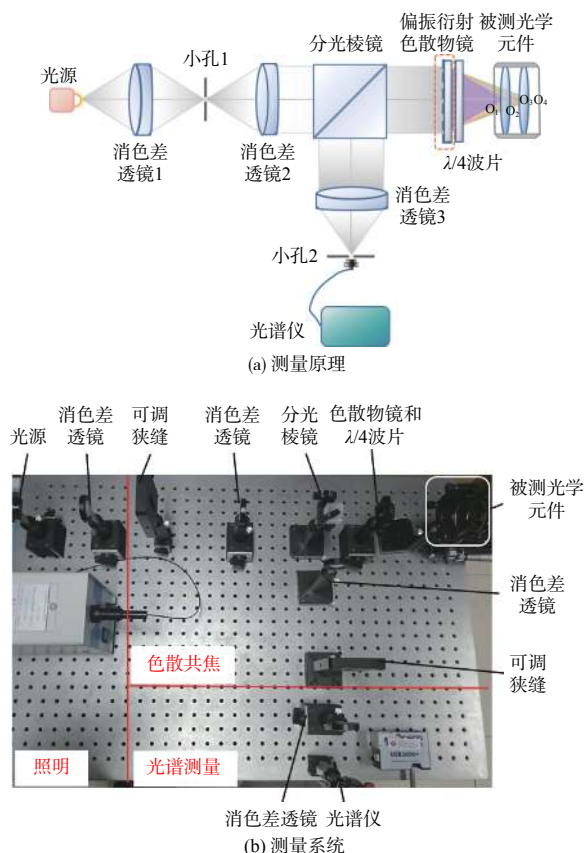 偏振衍射
色散物镜
被测光学
元件
分光棱镜
小孔1
光源
O₁
O₂
O₃O₄
消色差
透镜1
消色差
透镜2
λ/4波片
消色差
透镜3
小孔2
光谱仪
(a) 测量原理
光源
消色差
透镜
可调
狭缝
消色差
透镜
分光
棱镜
色散物镜和
λ/4波片
被测光学
元件
消色差
透镜
可调
狭缝
色散共焦
照明
光谱测量
消色差透镜 光谱仪
(b) 测量系统